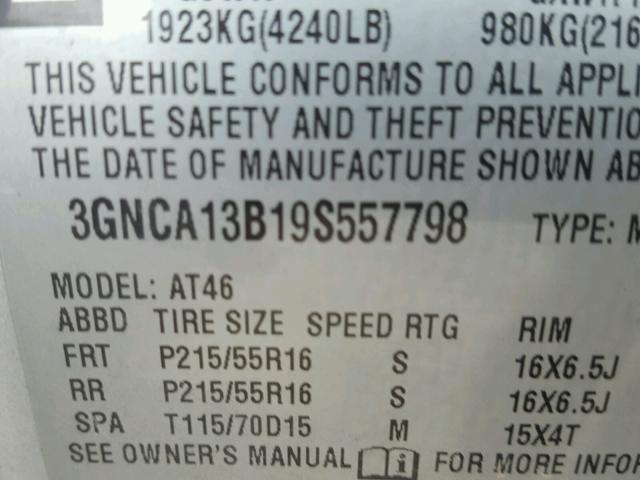 1923KG(4240LB) 980KG(216
THIS VEHICLE CONFORMS TO ALL APPLI
VEHICLE SAFETY AND THEFT PREVENTIO
THE DATE OF MANUFACTURE SHOWN AB
3GNCA13B19S557798 TYPE: M
MODEL: AT46
ABBD TIRE SIZE SPEED RTG RIM
FRT P215/55R16 S 16X6.5J
RR P215/55R16 S 16X6.5J
SPA T115/70D15 M 15X4T
SEE OWNER'S MANUAL i FOR MORE INFOR